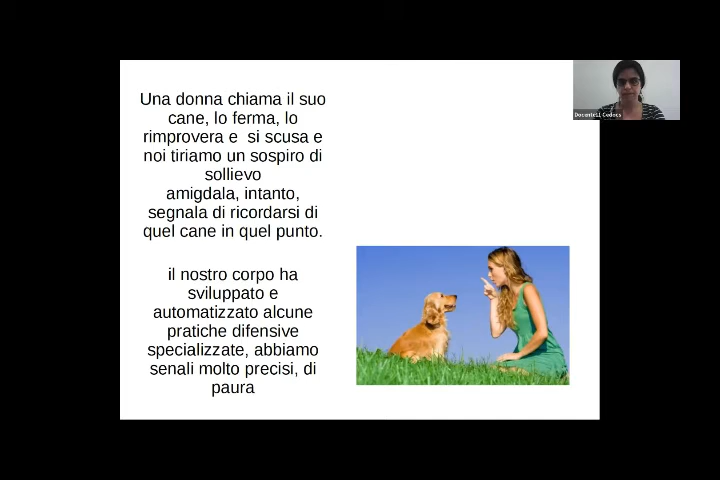 Una donna chiama il suo
cane, lo ferma, lo
rimprovera e  si scusa e
noi tiriamo un sospiro di
sollievo
amigdala, intanto,
segnala di ricordarsi di
quel cane in quel punto.
il nostro corpo ha
sviluppato e
automatizzato alcune
pratiche difensive
specializzate, abbiamo
senali molto precisi, di
paura